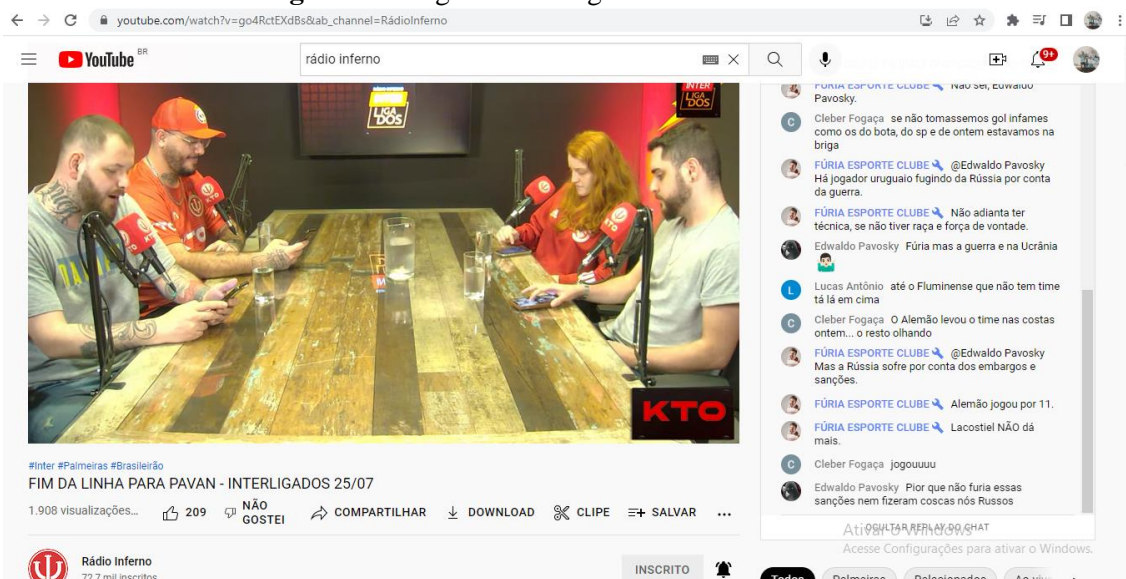 youtube.com/watch?v=go4RctEXdBs&ab_channel=RádioInferno
YouTube BR
rádio inferno
9+
INTER
LIGA
DOS
LIGA
DOS
KTO
#Inter #Palmeiras #Brasileirão
FIM DA LINHA PARA PAVAN - INTERLIGADOS 25/07
1.908 visualizações...
209
NÃO
GOSTEI
COMPARTILHAR
DOWNLOAD
CLIPE
SALVAR
Rádio Inferno
72,7 mil inscritos
INSCRITO
FÚRIA ESPORTE CLUBE Não sei, Edwaldo
Pavosky.
Cleber Fogaça se não tomassemos gol infames
como os do bota, do sp e de ontem estavamos na
briga
FÚRIA ESPORTE CLUBE @Edwaldo Pavosky
Há jogador uruguaio fugindo da Rússia por conta
da guerra.
FÚRIA ESPORTE CLUBE Não adianta ter
técnica, se não tiver raça e força de vontade.
Edwaldo Pavosky Fúria mas a guerra e na Ucrânia
Lucas Antônio até o Fluminense que não tem time
tá lá em cima
Cleber Fogaça O Alemão levou o time nas costas
ontem... o resto olhando
FÚRIA ESPORTE CLUBE @Edwaldo Pavosky
Mas a Rússia sofre por conta dos embargos e
sanções.
FÚRIA ESPORTE CLUBE Alemão jogou por 11.
FÚRIA ESPORTE CLUBE Lacostiel NÃO dá
mais.
Cleber Fogaça jogouuuu
Edwaldo Pavosky Pior que não furia essas
sanções nem fizeram coscas nós Russos
OCULTAR REPLAY DO CHAT
Ativar o Windows
Acesse Configurações para ativar o Windows.
Todos
Palmeiras
Relacionados
Ao vivo